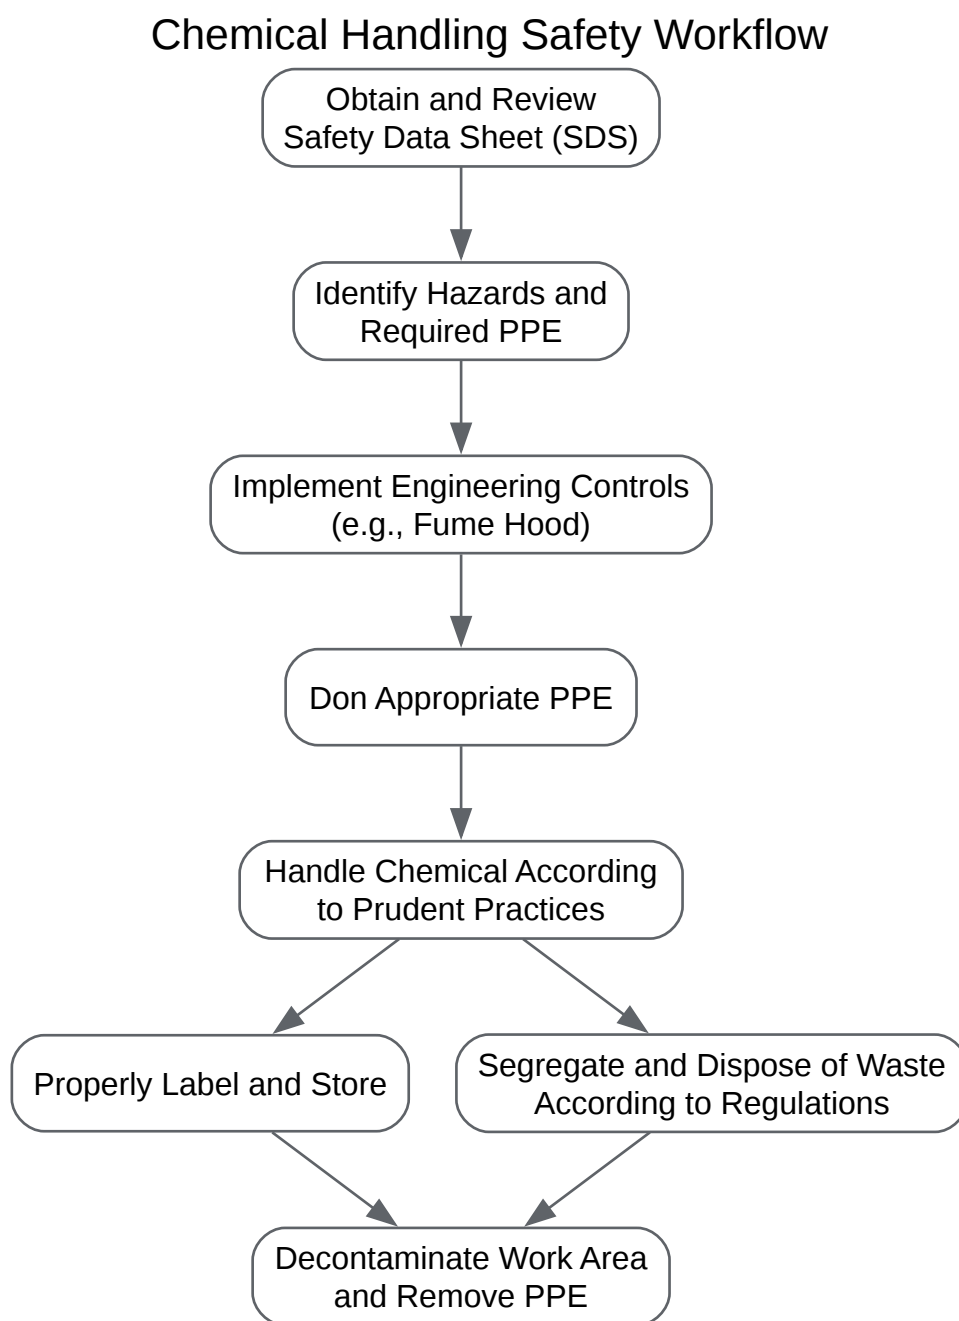 Chemical Handling Safety Workflow
Obtain and Review
Safety Data Sheet (SDS)
Identify Hazards and
Required PPE
Implement Engineering Controls
(e.g., Fume Hood)
Don Appropriate PPE
Handle Chemical According
to Prudent Practices
Properly Label and Store
Segregate and Dispose of Waste
According to Regulations
Decontaminate Work Area
and Remove PPE